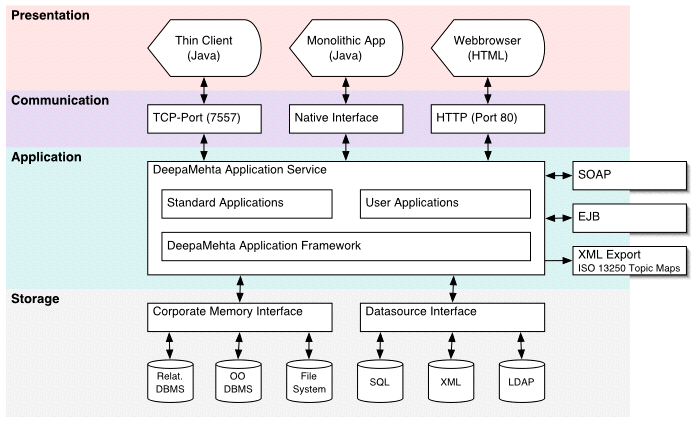 Presentation
Thin Client
(Java)
Monolithic App
(Java)
Webbrowser
(HTML)
Communication
TCP-Port (7557)
Native Interface
HTTP (Port 80)
Application
DeepaMehta Application Service
SOAP
Standard Applications
User Applications
EJB
DeepaMehta Application Framework
XML Export
ISO 13250 Topic Maps
Storage
Corporate Memory Interface
Datasource Interface
Relat.
DBMS
OO
DBMS
File
System
SQL
XML
LDAP